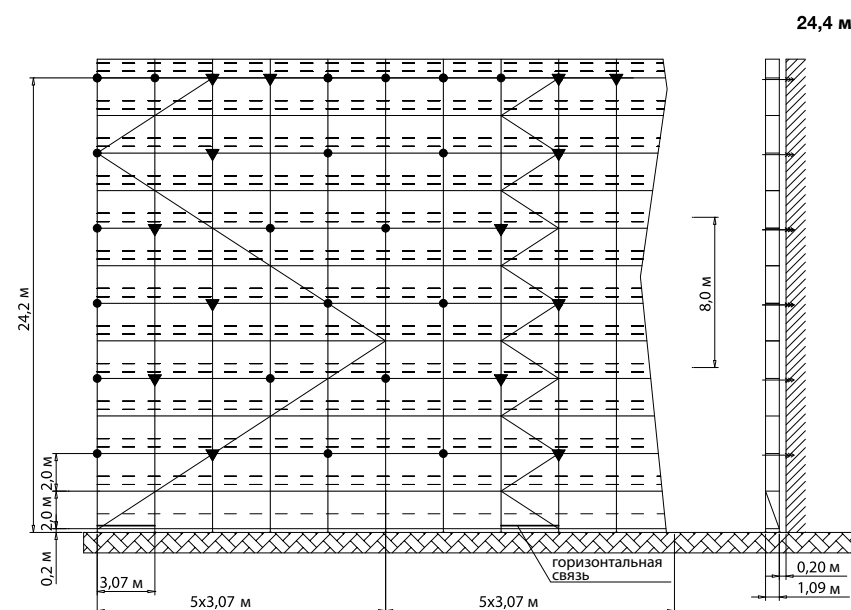 24,4 м
24,2 м
8,0 м
2,0 м
2,0 м
0,2 м
горизонтальная
связь
3,07 м
0,20 м
1,09 м
5х3,07 м
5х3,07 м